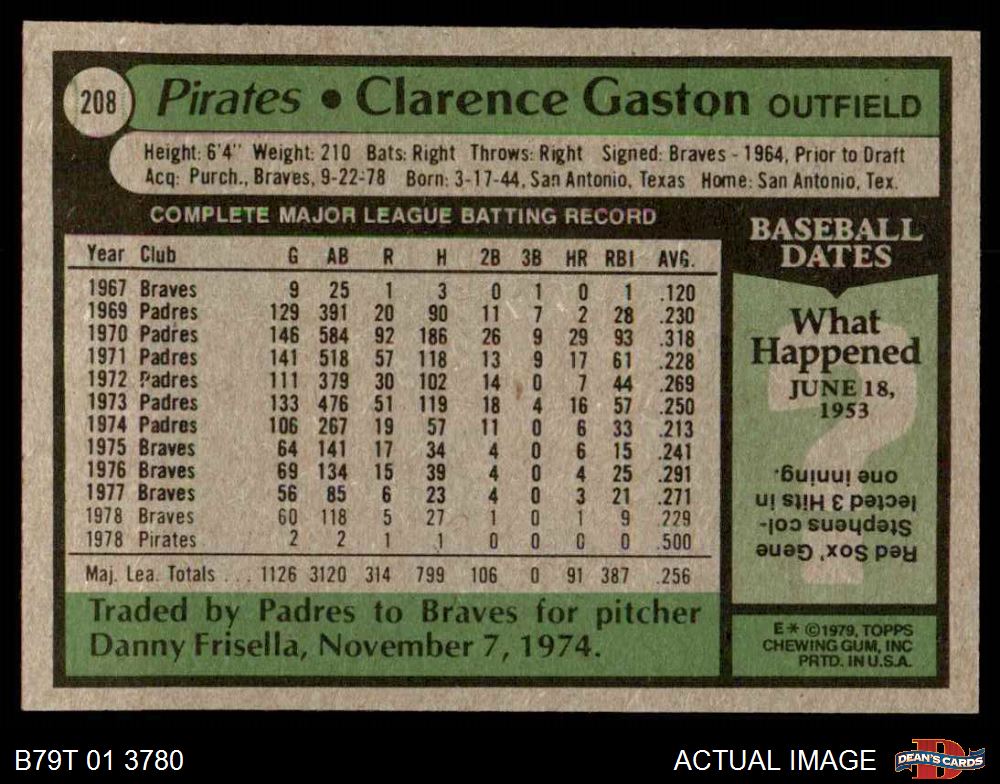 208
Pirates • Clarence Gaston OUTFIELD
Height: 6'4" Weight: 210 Bats: Right Throws: Right Signed: Braves - 1964, Prior to Draft
Acq: Purch., Braves, 9-22-78 Born: 3-17-44, San Antonio, Texas Home: San Antonio, Tex.
COMPLETE MAJOR LEAGUE BATTING RECORD
Year Club G AB R H 2B 3B HR RBI AVG.
1967 Braves 9 25 1 3 0 1 0 1 .120
1969 Padres 129 391 20 90 11 7 2 28 .230
1970 Padres 146 584 92 186 26 9 29 93 .318
1971 Padres 141 518 57 118 13 9 17 61 .228
1972 Padres 111 379 30 102 14 0 7 44 .269
1973 Padres 133 476 51 119 18 4 16 57 .250
1974 Padres 106 267 19 57 11 0 6 33 .213
1975 Braves 64 141 17 34 4 0 6 15 .241
1976 Braves 69 134 15 39 4 0 4 25 .291
1977 Braves 56 85 6 23 4 0 3 21 .271
1978 Braves 60 118 5 27 1 0 1 9 .229
1978 Pirates 2 2 1 1 0 0 0 0 .500
Maj. Lea. Totals . . . 1126 3120 314 799 106 0 91 387 .256
Traded by Padres to Braves for pitcher
Danny Frisella, November 7, 1974.
BASEBALL
DATES
What
Happened
JUNE 18,
1953
?
Red Sox' Gene
Stephens col-
lected 3 Hits in
one inning.
E* ©1979, TOPPS
CHEWING GUM, INC
PRTD. IN U.S.A.
B79T 01 3780
ACTUAL IMAGE
D
DEAN'S CARDS